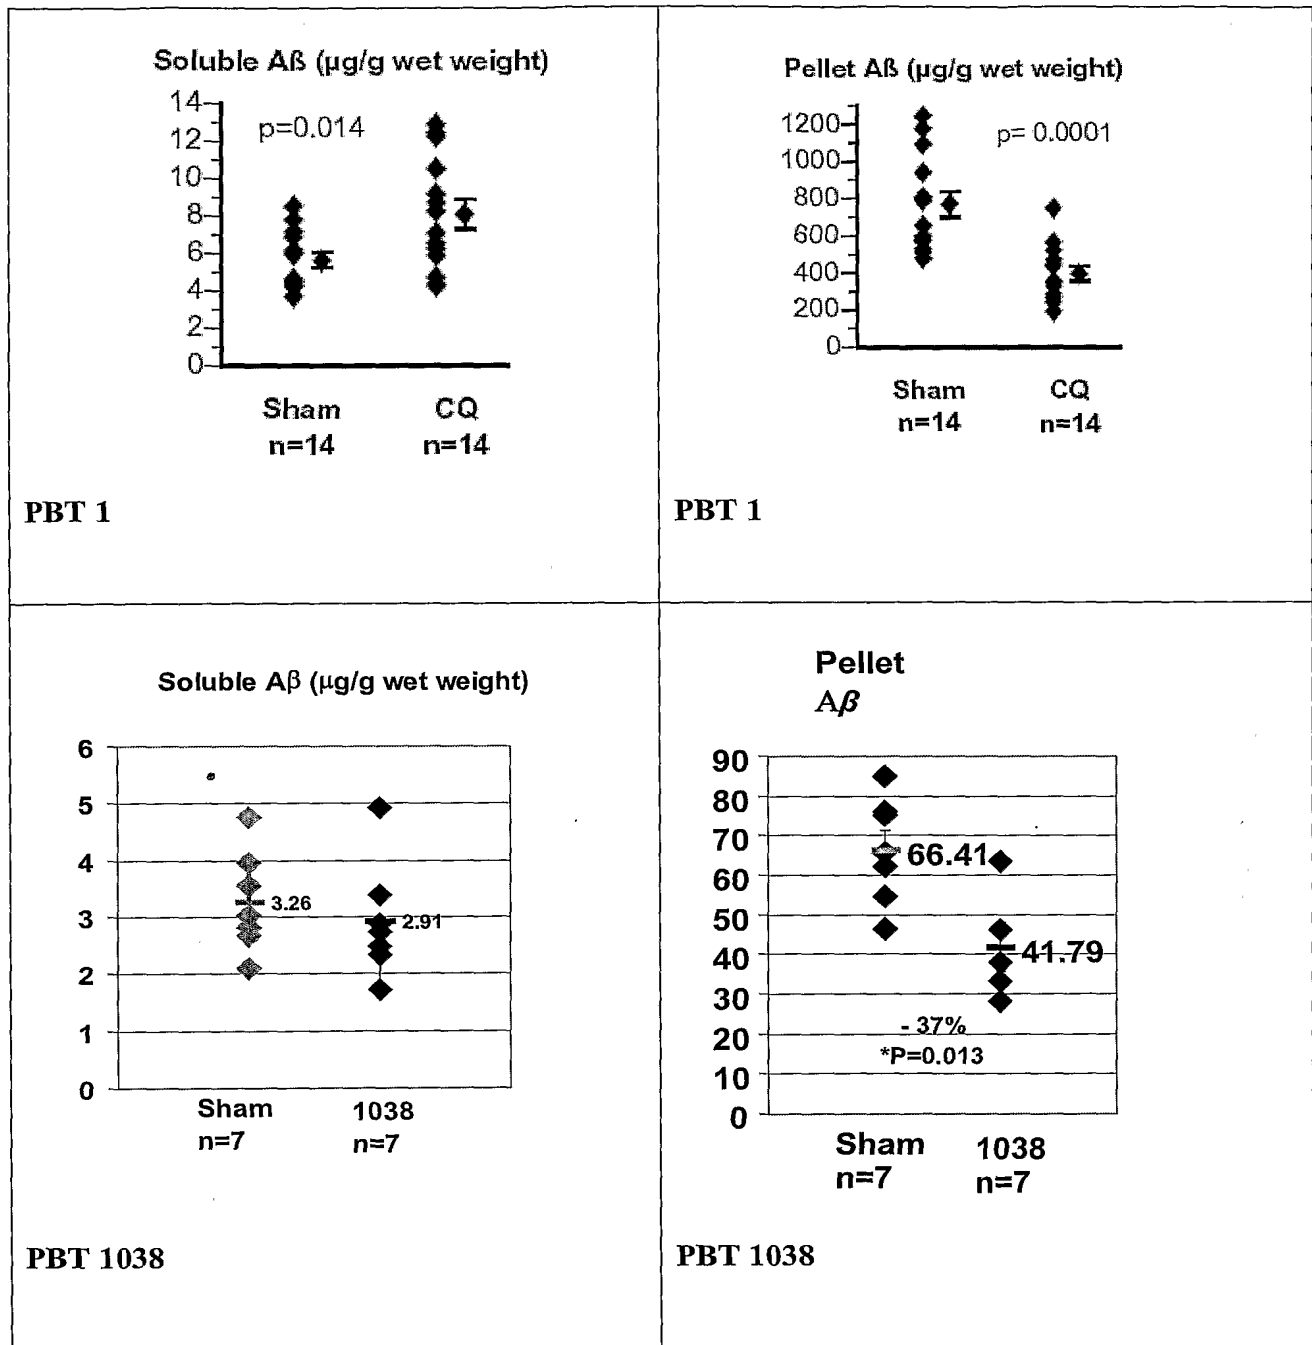 Soluble Aß (µg/g wet weight)
14
12
10
8
6
4
2
0
p=0.014
Sham
n=14
CQ
n=14
PBT 1
Pellet Aß (µg/g wet weight)
1200
1000
800
600
400
200
0
p= 0.0001
Sham
n=14
CQ
n=14
PBT 1
Soluble Aβ (µg/g wet weight)
6
5
4
3
2
1
0
3.26
2.91
Sham
n=7
1038
n=7
PBT 1038
Pellet
Aβ
90
80
70
60
50
40
30
20
10
0
66.41
41.79
- 37%
*P=0.013
Sham
n=7
1038
n=7
PBT 1038